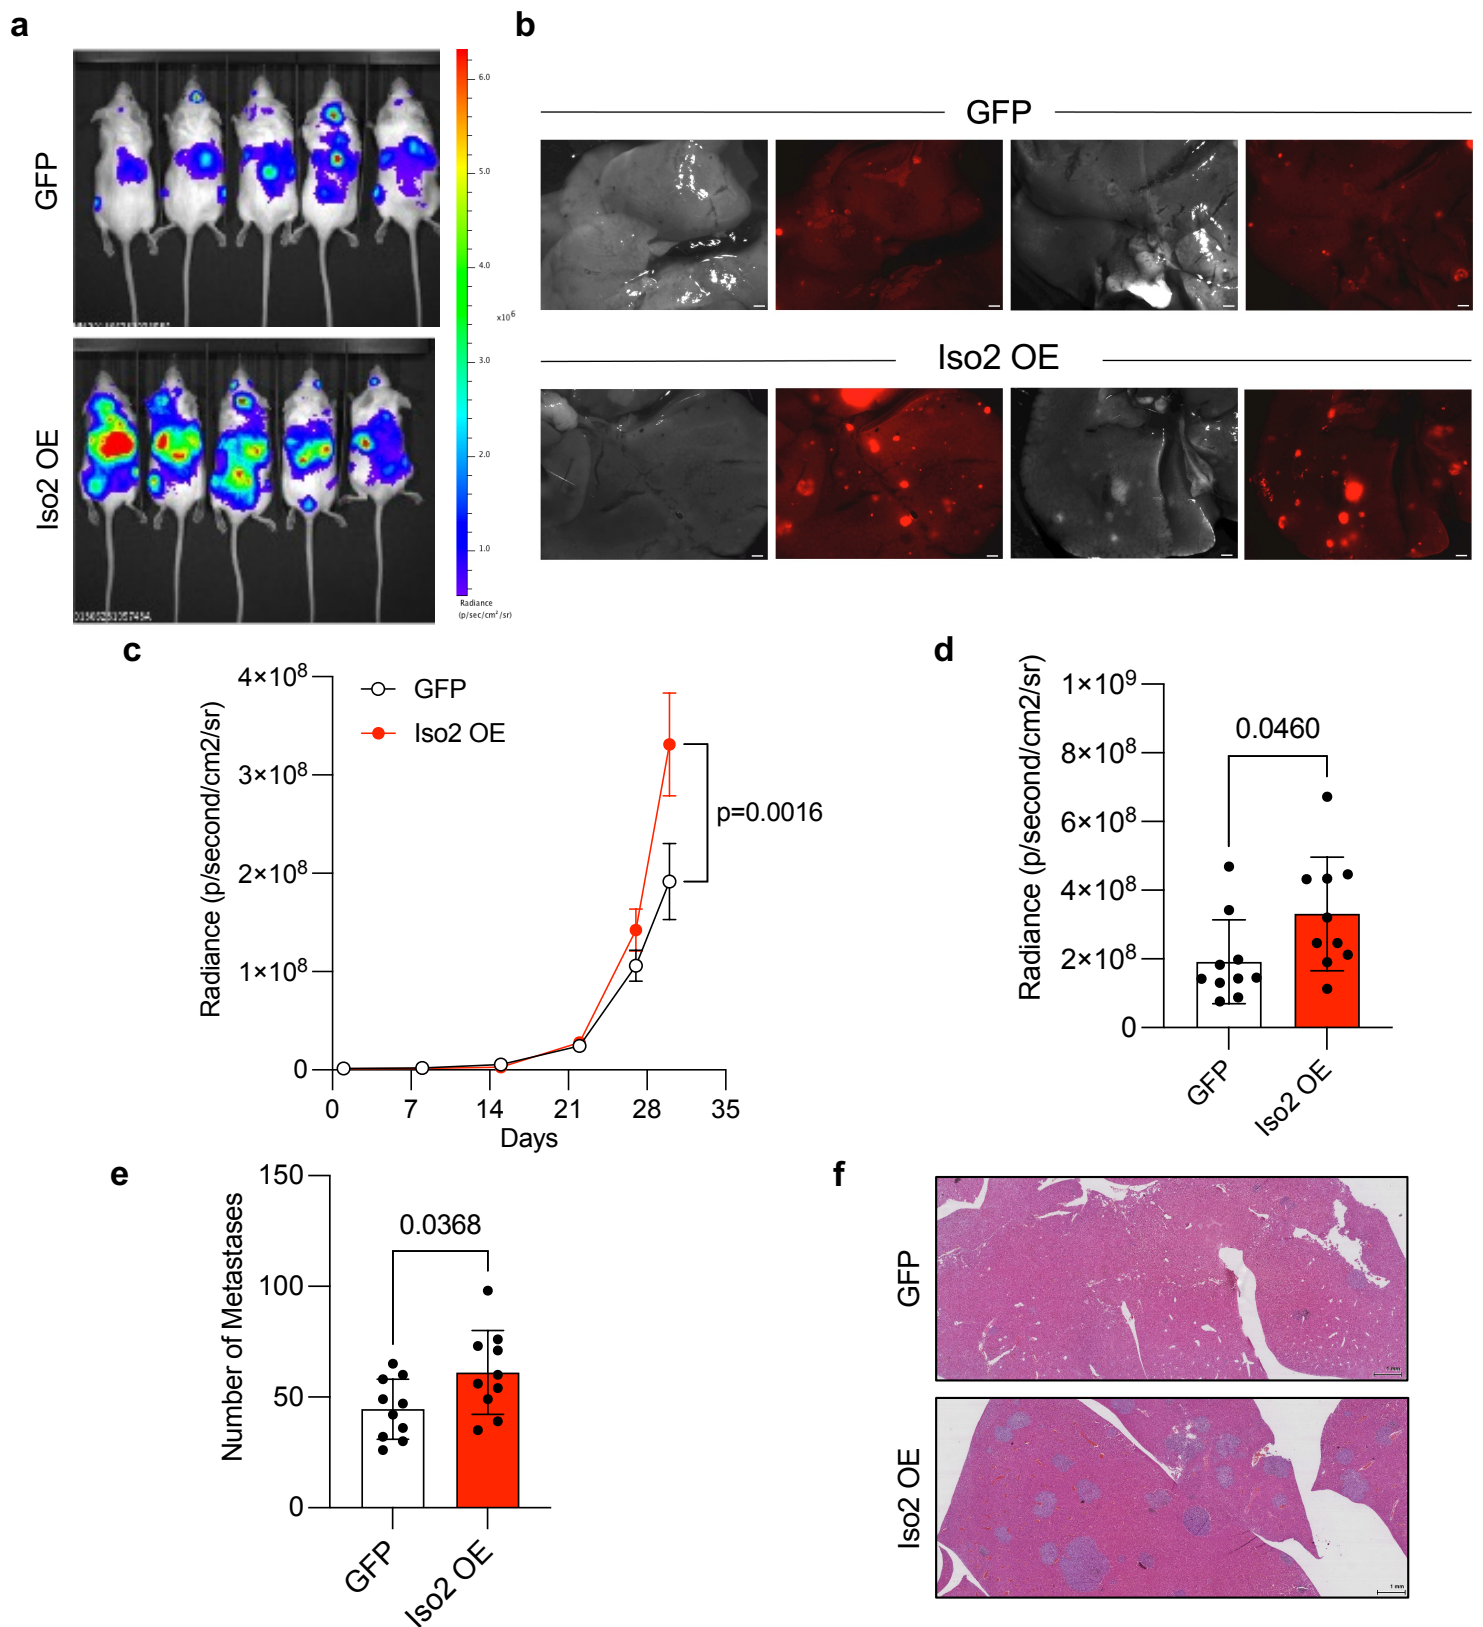 a
GFP
Iso2 OE
6.0
5.0
4.0
x10⁶
3.0
2.0
1.0
Radiance
(p/sec/cm²/sr)
b
GFP
Iso2 OE
c
Radiance (p/second/cm2/sr)
4×10⁸
3×10⁸
2×10⁸
1×10⁸
0
GFP
Iso2 OE
p=0.0016
0 7 14 21 28 35
Days
d
Radiance (p/second/cm2/sr)
1×10⁹
8×10⁸
6×10⁸
4×10⁸
2×10⁸
0
0.0460
GFP
Iso2 OE
e
Number of Metastases
150
100
50
0
0.0368
GFP
Iso2 OE
f
GFP
1 mm
Iso2 OE
1 mm